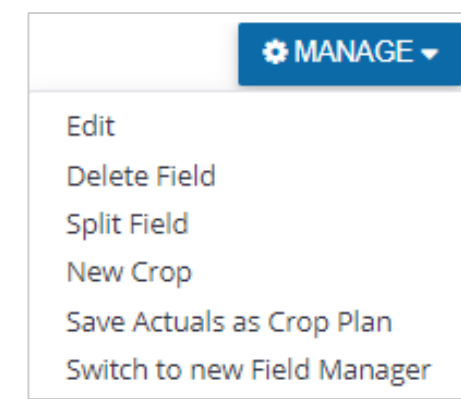 MANAGE
Edit
Delete Field
Split Field
New Crop
Save Actuals as Crop Plan
Switch to new Field Manager